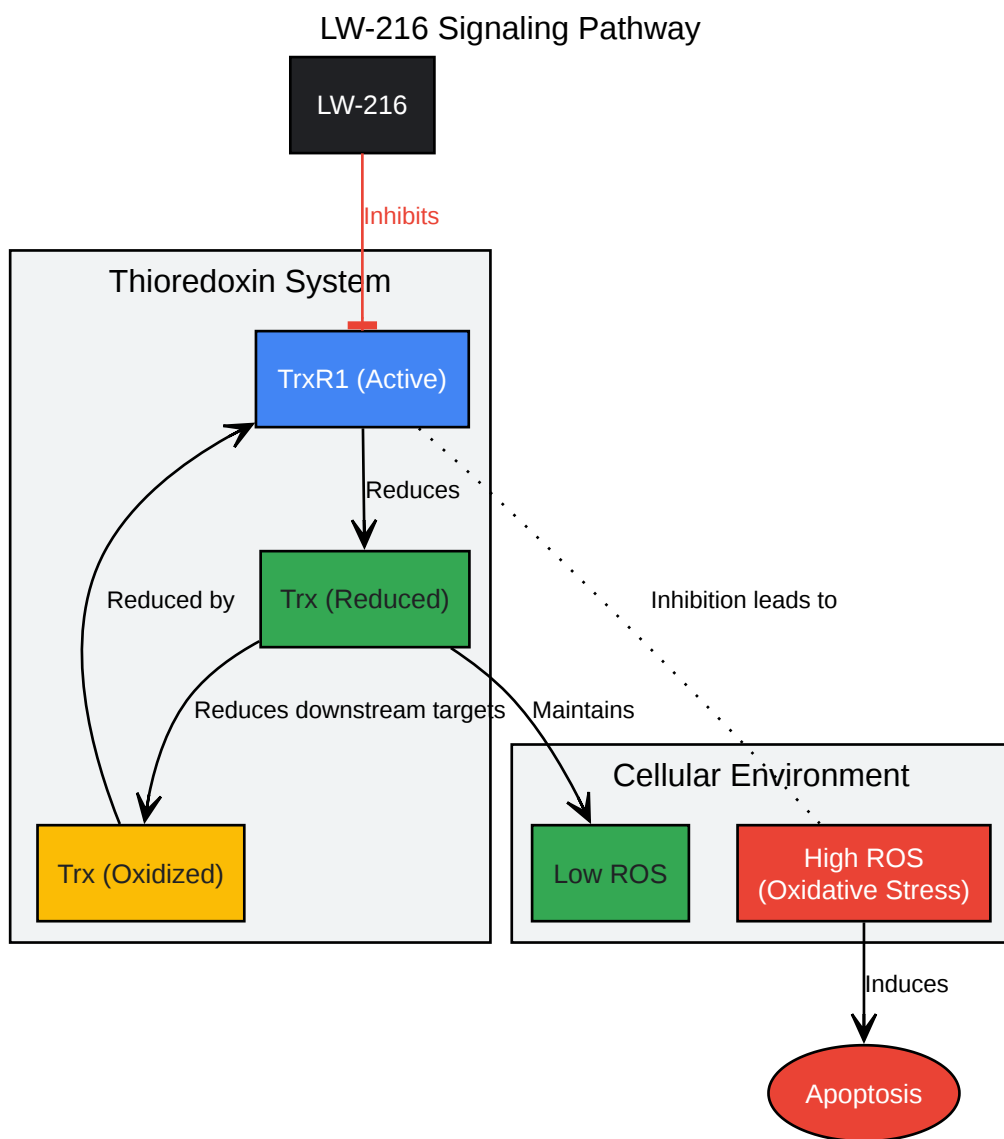 LW-216 Signaling Pathway
LW-216
Inhibits
Thioredoxin System
TrxR1 (Active)
Reduces
Reduced by
Trx (Reduced)
Inhibition leads to
Reduces downstream targets
Maintains
Cellular Environment
Trx (Oxidized)
Low ROS
High ROS
(Oxidative Stress)
Induces
Apoptosis